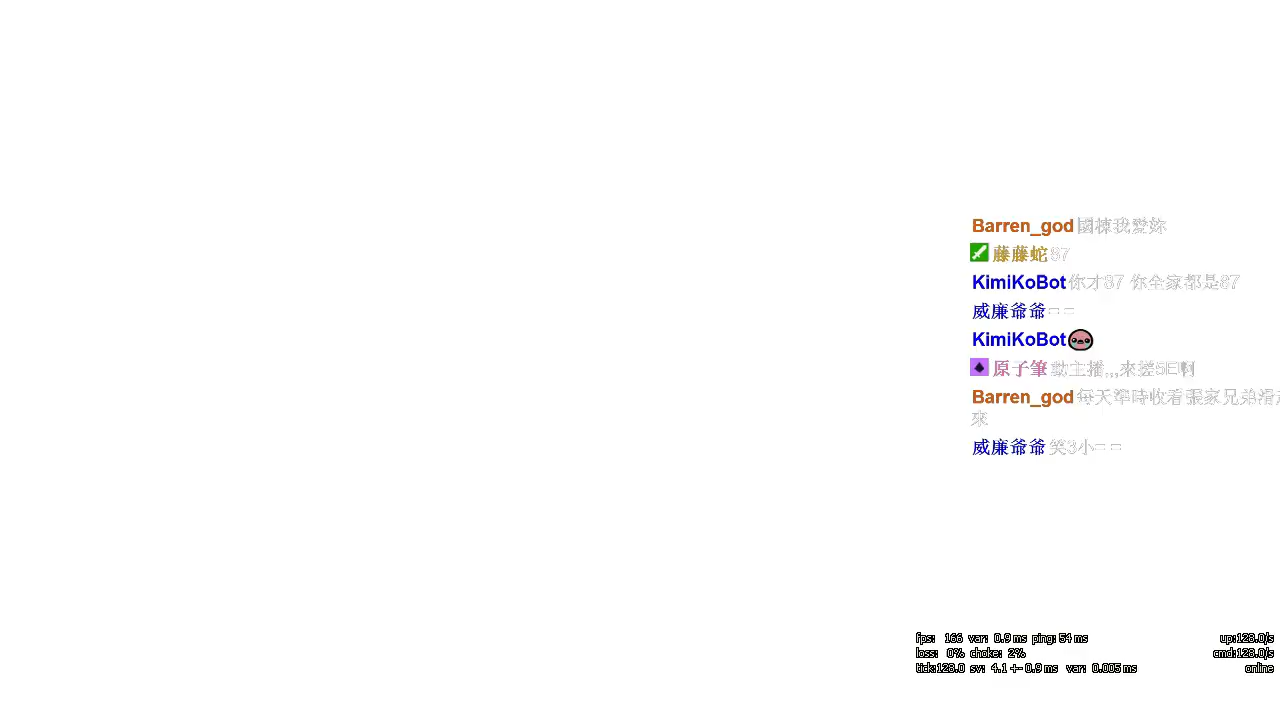 Barren_god 國棟我愛妳
藤藤蛇 87
KimiKoBot 你才87 你全家都是87
威廉爺爺 ==
KimiKoBot
原子筆 動主播,,,來搓5E啊
Barren_god 每天準時收看張家兄弟滑
來
威廉爺爺 笑3小==
fps: 166 var: 0.9 ms ping: 54 ms up:128.0/s
loss: 0% choke: 2% cmd:128.0/s
tick:128.0 sv: 4.1 +- 0.9 ms var: 0.005 ms online